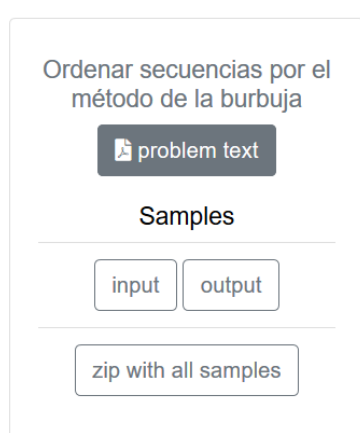 Ordenar secuencias por el
método de la burbuja
problem text
Samples
input output
zip with all samples